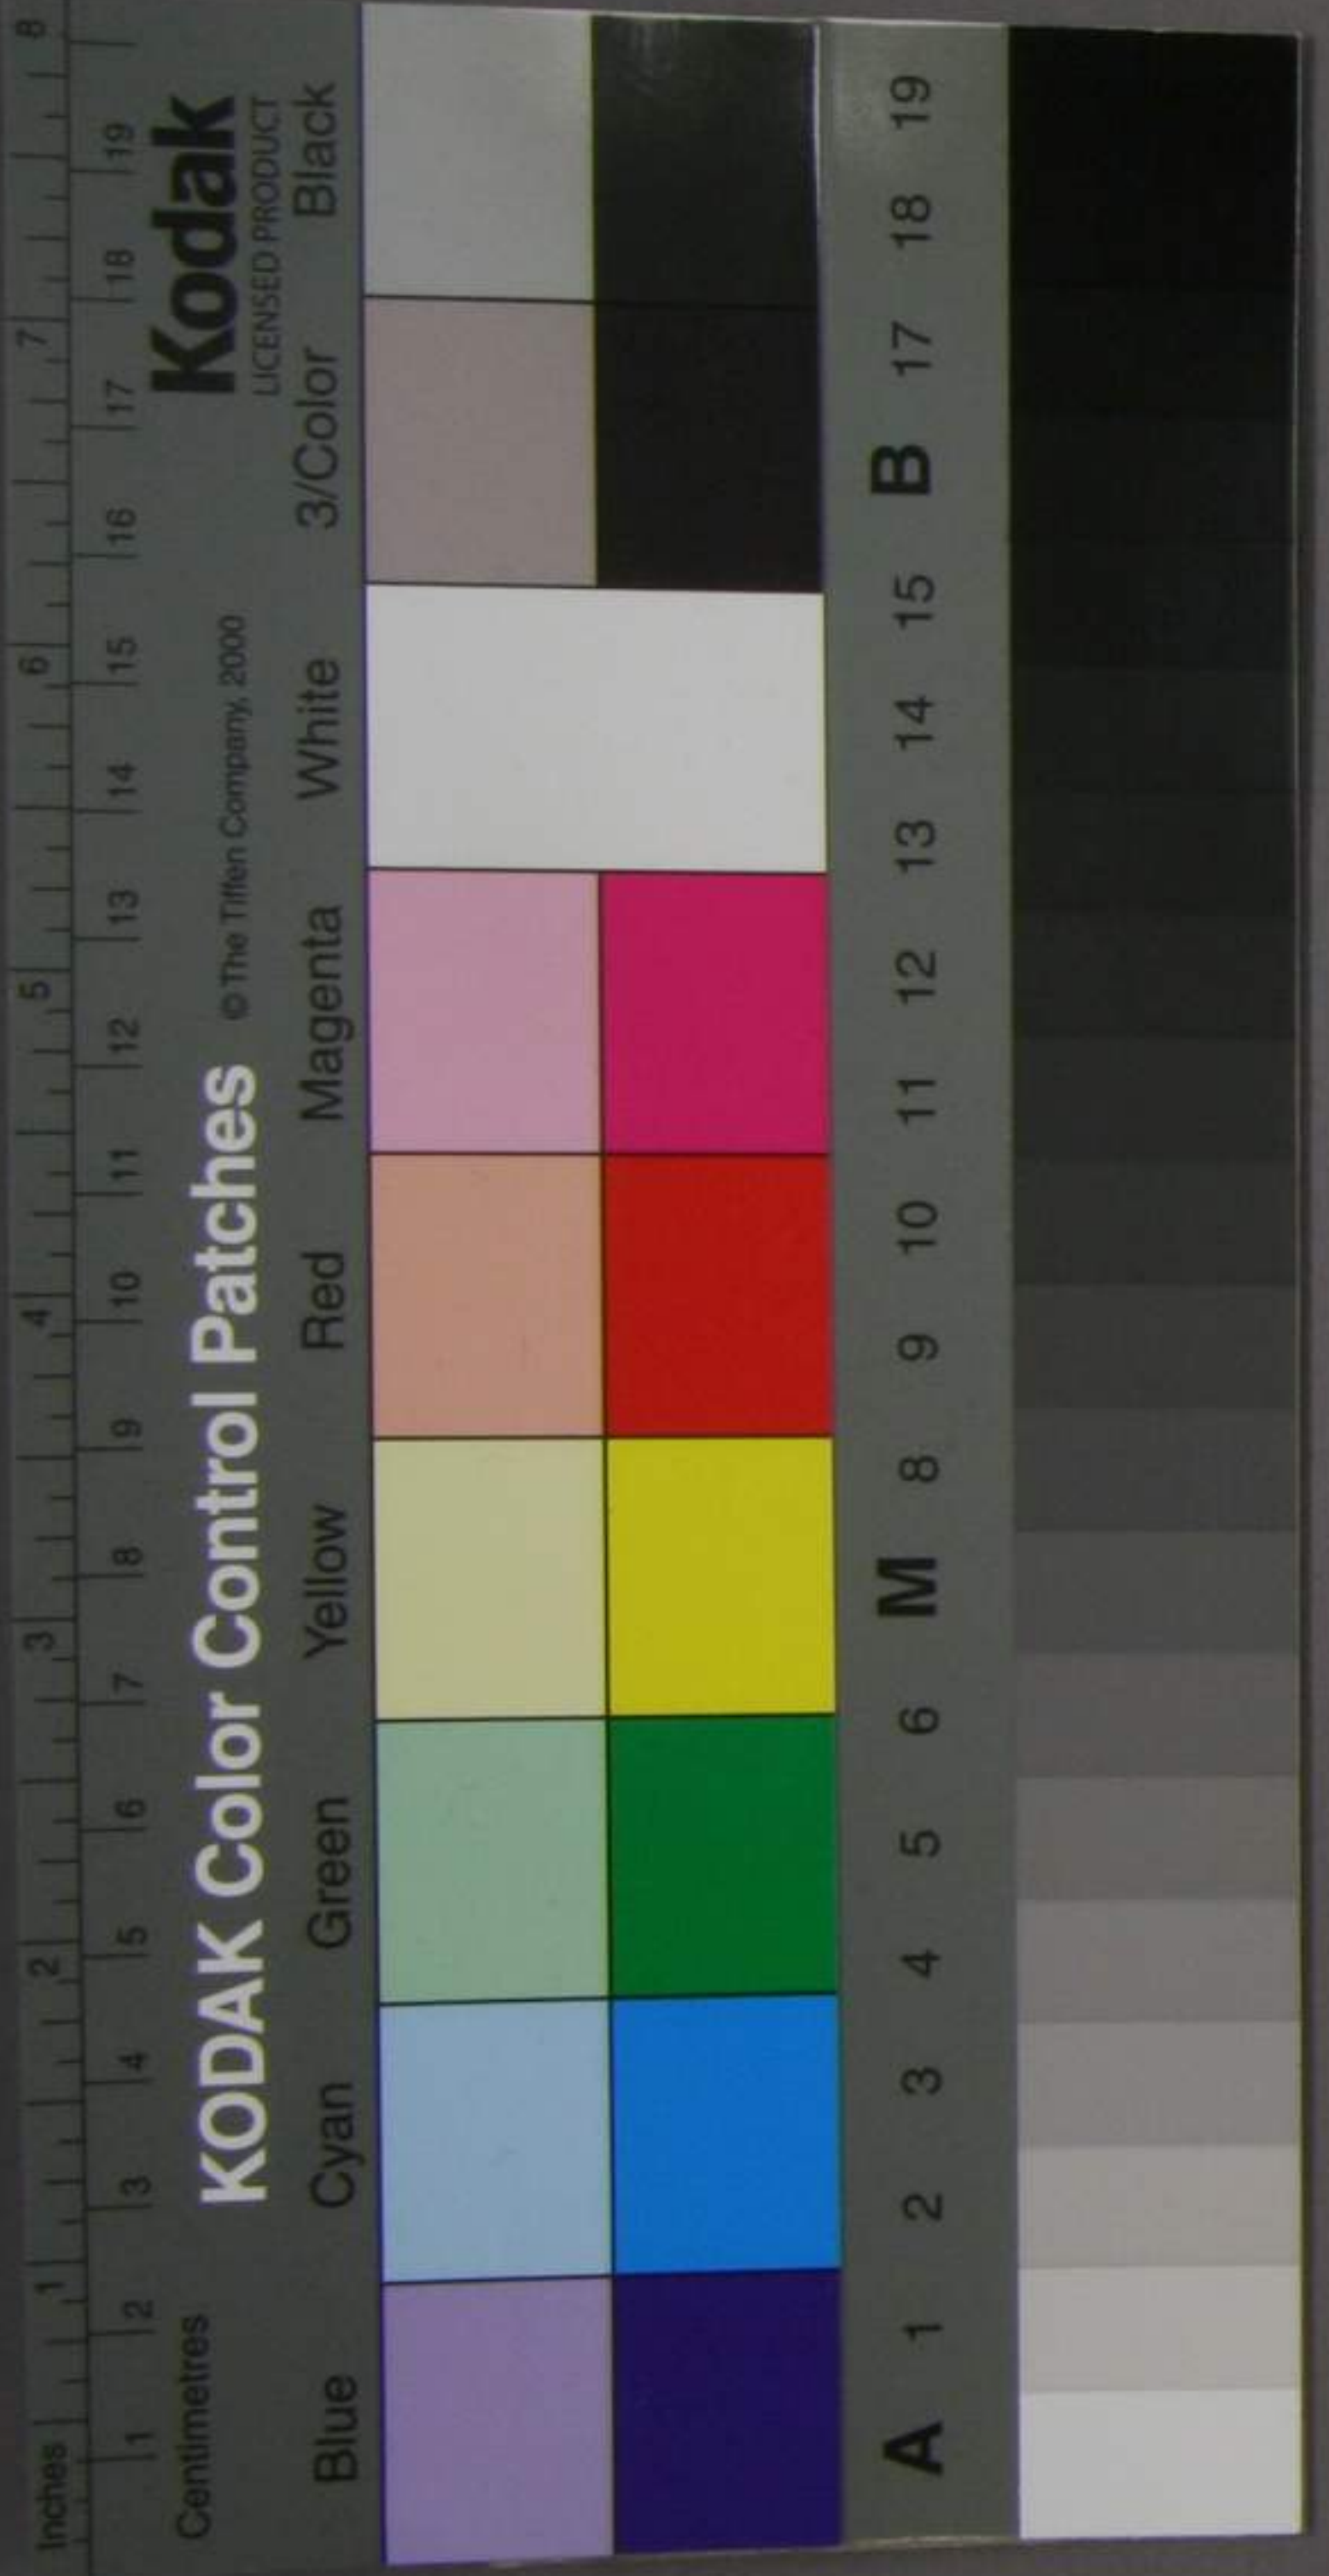 Inches 1 2 3 4 5 6 7 8
Centimetres 1 2 3 4 5 6 7 8 9 10 11 12 13 14 15 16 17 18 19
KODAK Color Control Patches
© The Tiffen Company, 2000
Kodak
LICENSED PRODUCT
Blue Cyan Green Yellow Red Magenta White 3/Color Black
A 1 2 3 4 5 6 M 8 9 10 11 12 13 14 15 B 17 18 19